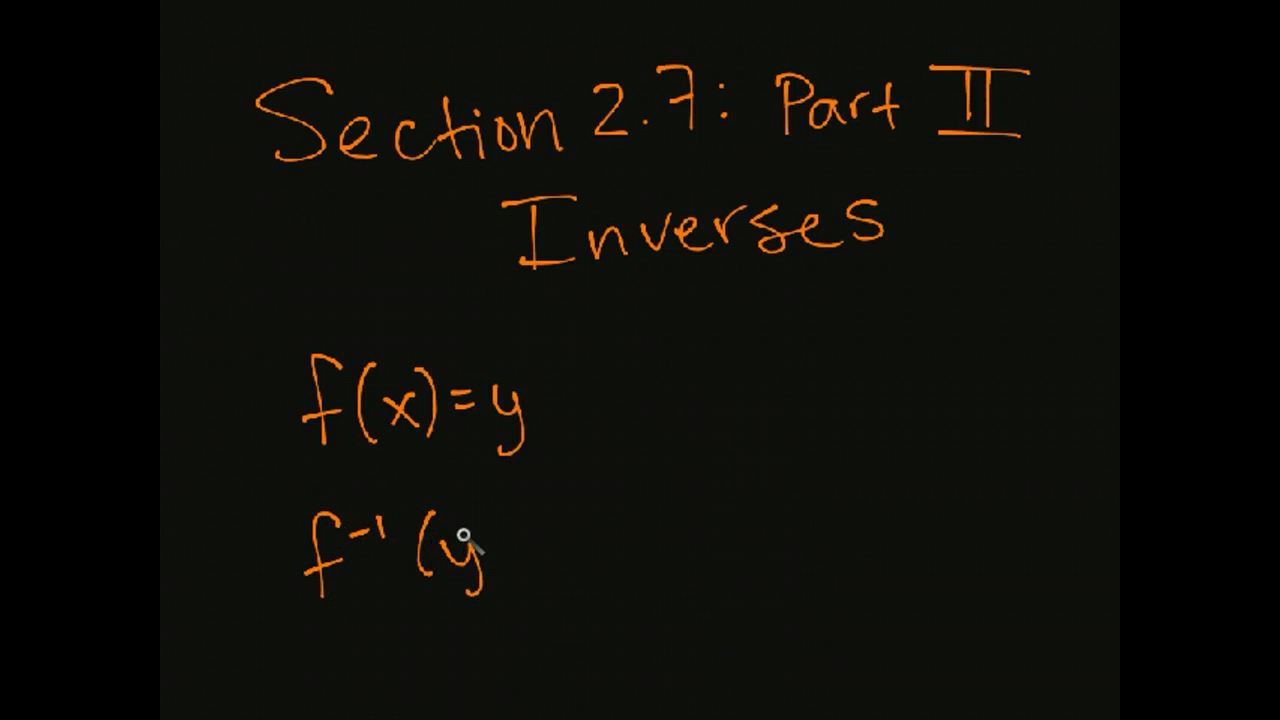 Section 2.7: Part II
Inverses
f(x)=y
f⁻¹ (y